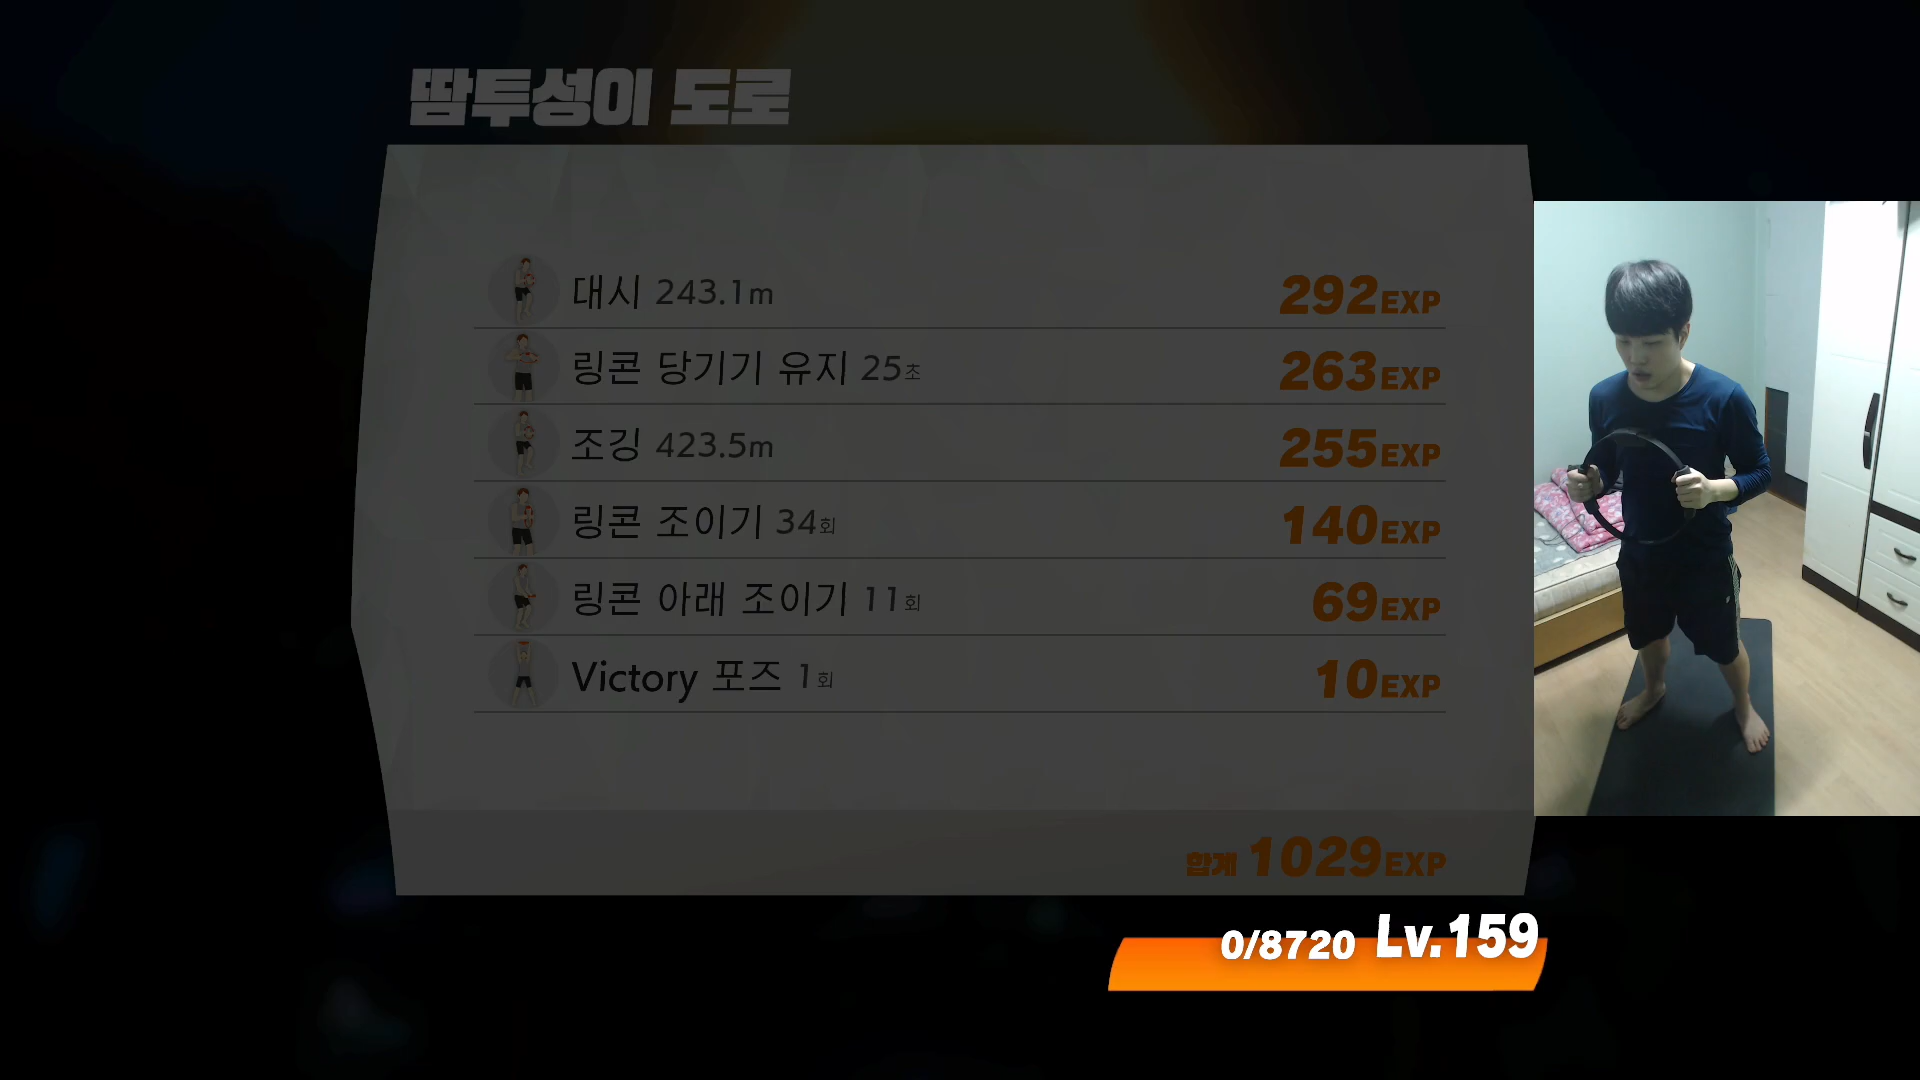 땀투성이 도로
대시 243.1m 292EXP
링콘 당기기 유지 25초 263EXP
조깅 423.5m 255EXP
링콘 조이기 34회 140EXP
링콘 아래 조이기 11회 69EXP
Victory 포즈 1회 10EXP
합계 1029EXP
0/8720 Lv.159